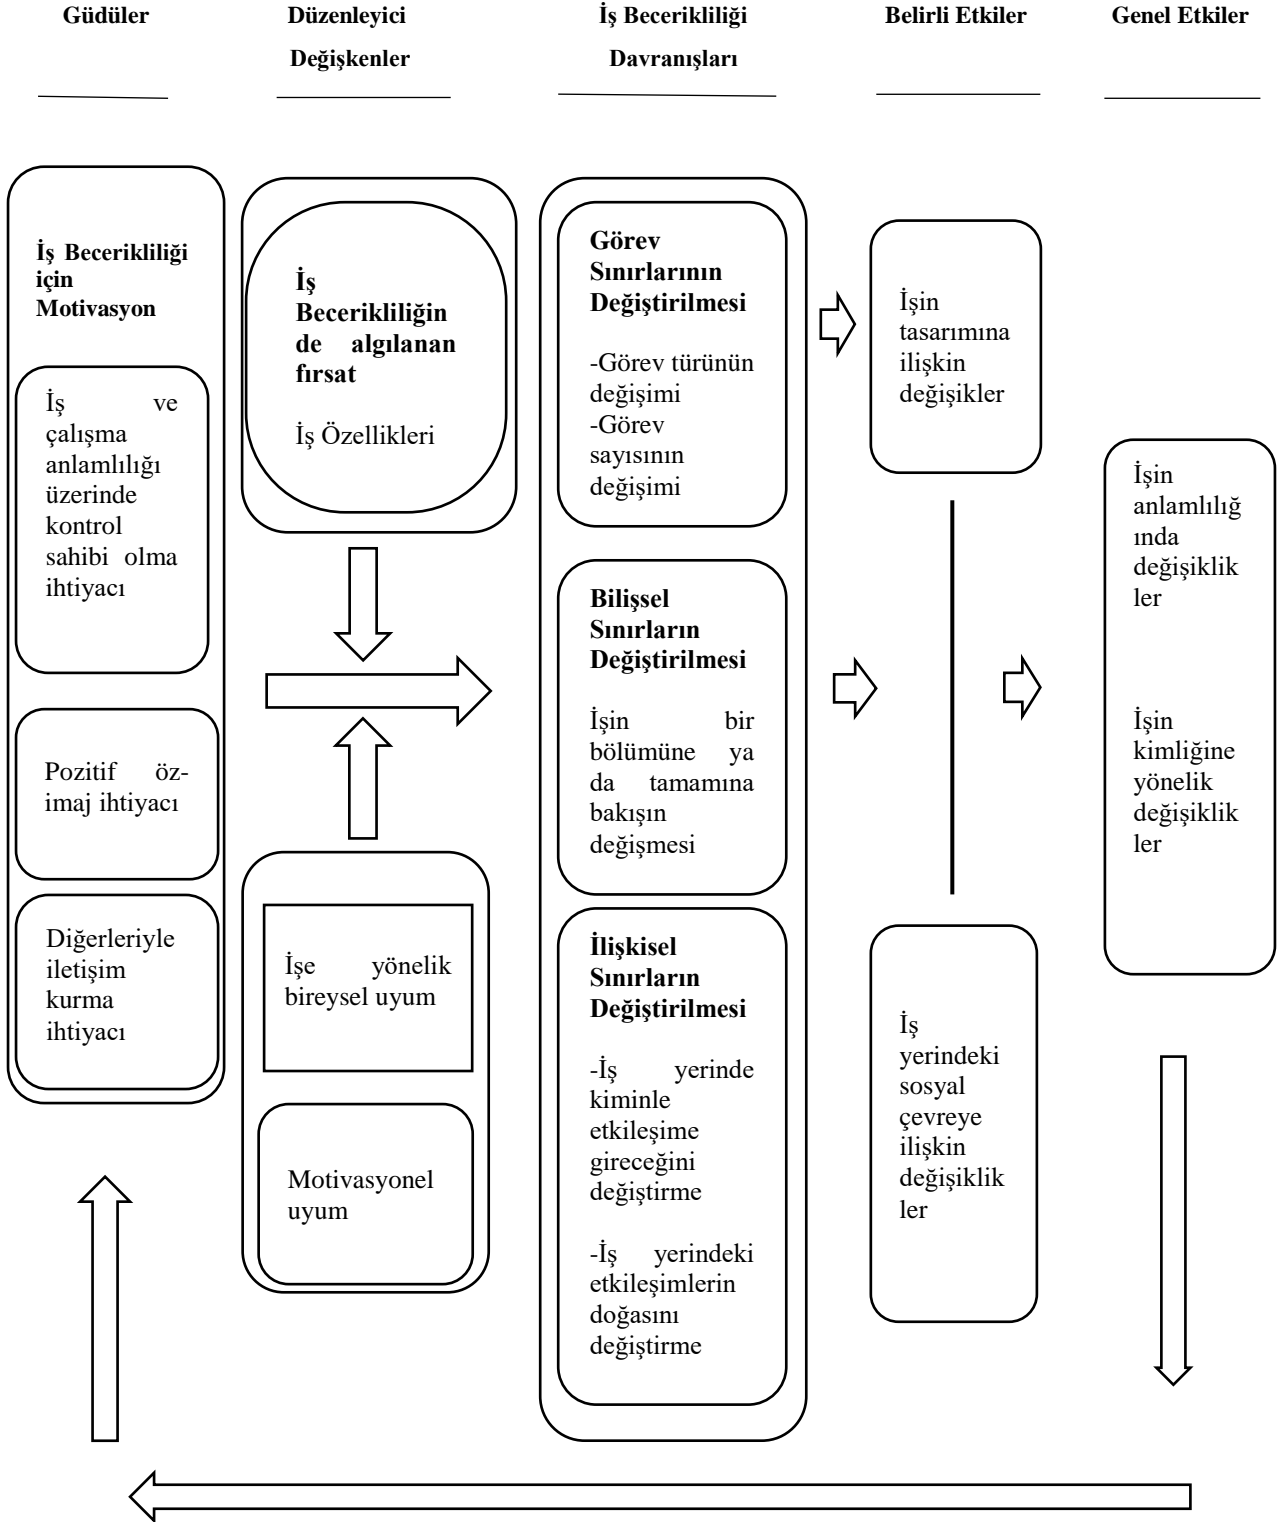 Güdüler
Düzenleyici
Değişkenler
İş Becerikliliği
Davranışları
Belirli Etkiler
Genel Etkiler
İş Becerikliliği
için
Motivasyon
İş ve
çalışma
anlamlılığı
üzerinde
kontrol
sahibi olma
ihtiyacı
Pozitif öz-
imaj ihtiyacı
Diğerleriyle
iletişim
kurma
ihtiyacı
İş
Becerikliliğin
de algılanan
fırsat
İş Özellikleri
İşe yönelik
bireysel uyum
Motivasyonel
uyum
Görev
Sınırlarının
Değiştirilmesi
-Görev türünün
değişimi
-Görev
sayısının
değişimi
Bilişsel
Sınırların
Değiştirilmesi
İşin bir
bölümüne ya
da tamamına
bakışın
değişmesi
İlişkisel
Sınırların
Değiştirilmesi
-İş yerinde
kiminle
etkileşime
gireceğini
değiştirme
-İş yerindeki
etkileşimlerin
doğasını
değiştirme
İşin
tasarımına
ilişkin
değişikler
İş
yerindeki
sosyal
çevreye
ilişkin
değişiklik
ler
İşin
anlamlılığ
ında
değişiklik
ler
İşin
kimliğine
yönelik
değişiklik
ler